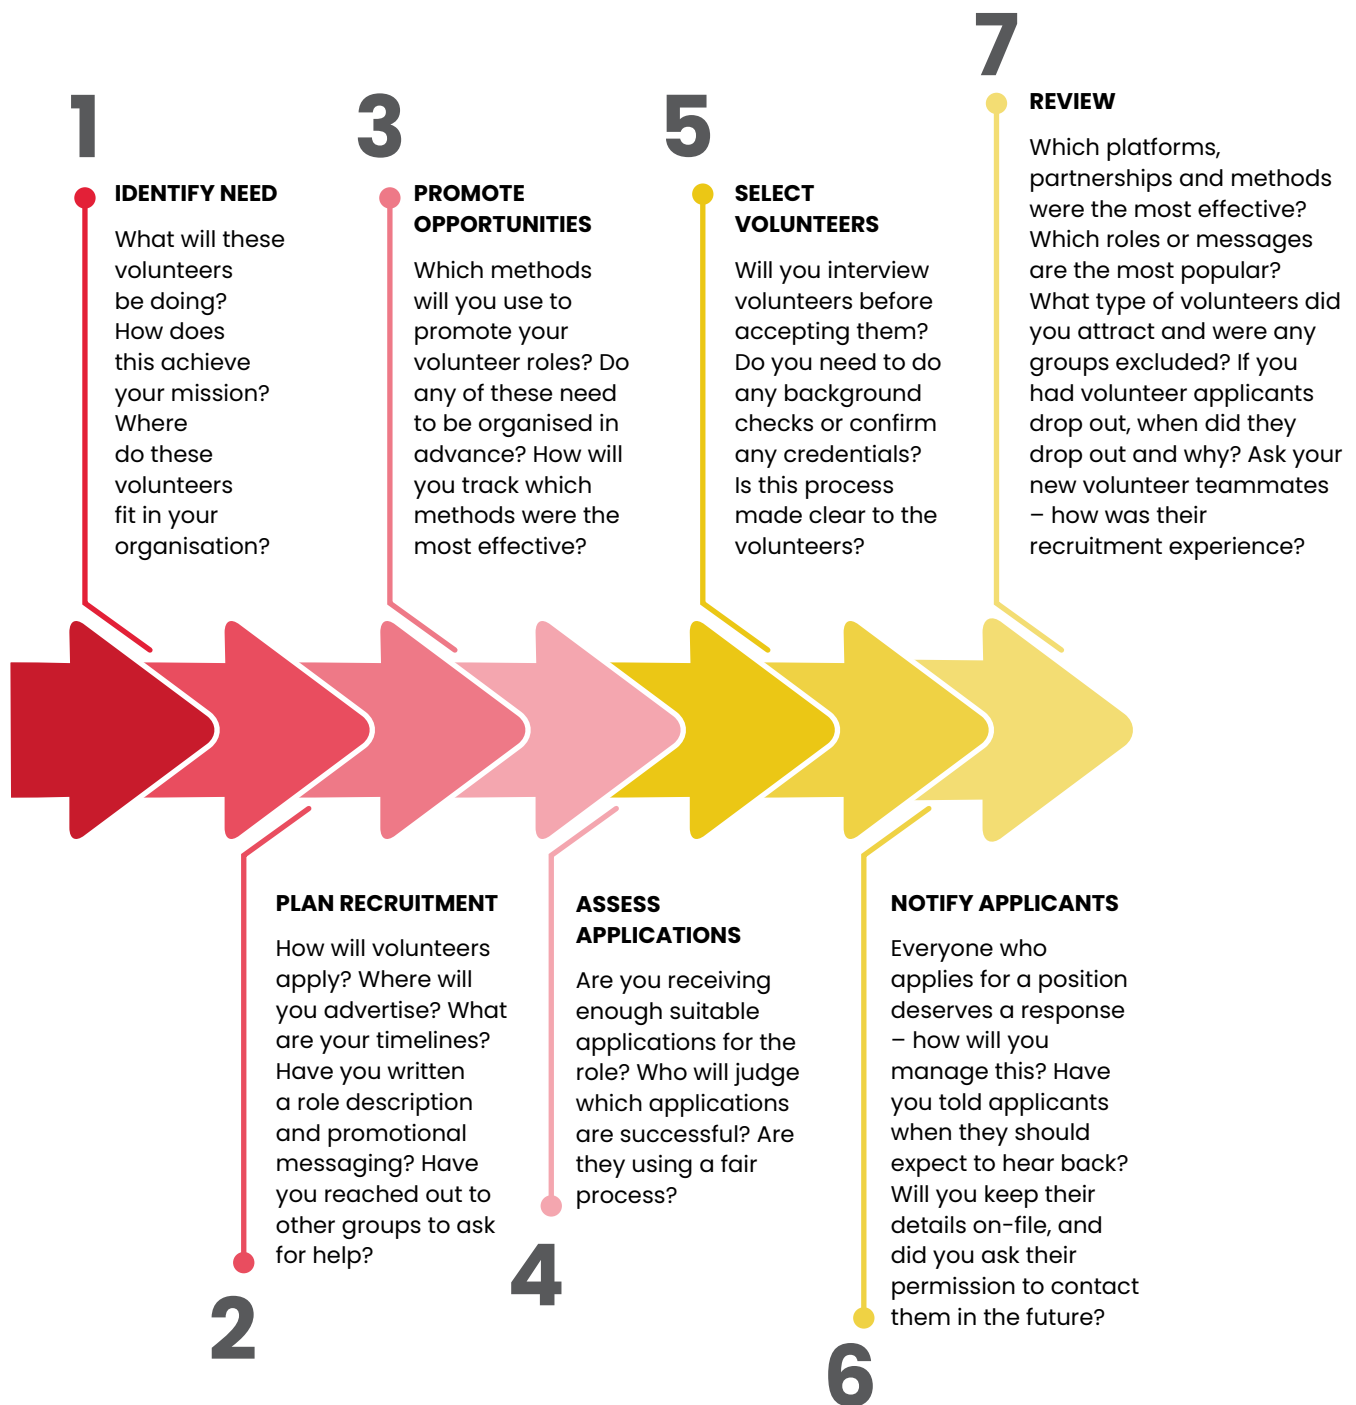 1
IDENTIFY NEED
What will these
volunteers
be doing?
How does
this achieve
your mission?
Where
do these
volunteers
fit in your
organisation?
2
PLAN RECRUITMENT
How will volunteers
apply? Where will
you advertise? What
are your timelines?
Have you written
a role description
and promotional
messaging? Have
you reached out to
other groups to ask
for help?
3
PROMOTE
OPPORTUNITIES
Which methods
will you use to
promote your
volunteer roles? Do
any of these need
to be organised in
advance? How will
you track which
methods were the
most effective?
4
ASSESS
APPLICATIONS
Are you receiving
enough suitable
applications for the
role? Who will judge
which applications
are successful? Are
they using a fair
process?
5
SELECT
VOLUNTEERS
Will you interview
volunteers before
accepting them?
Do you need to do
any background
checks or confirm
any credentials?
Is this process
made clear to the
volunteers?
6
NOTIFY APPLICANTS
Everyone who
applies for a position
deserves a response
– how will you
manage this? Have
you told applicants
when they should
expect to hear back?
Will you keep their
details on-file, and
did you ask their
permission to contact
them in the future?
7
REVIEW
Which platforms,
partnerships and methods
were the most effective?
Which roles or messages
are the most popular?
What type of volunteers did
you attract and were any
groups excluded? If you
had volunteer applicants
drop out, when did they
drop out and why? Ask your
new volunteer teammates
– how was their
recruitment experience?